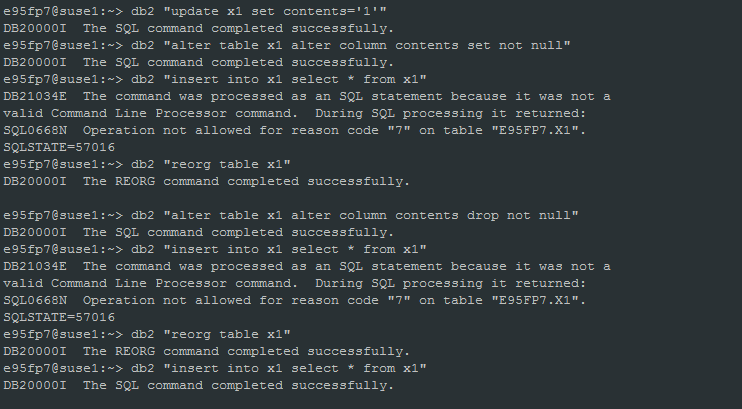 e95fp7@suse1:~> db2 "update x1 set contents='1'"
DB20000I  The SQL command completed successfully.
e95fp7@suse1:~> db2 "alter table x1 alter column contents set not null"
DB20000I  The SQL command completed successfully.
e95fp7@suse1:~> db2 "insert into x1 select * from x1"
DB21034E  The command was processed as an SQL statement because it was not a
valid Command Line Processor command.  During SQL processing it returned:
SQL0668N  Operation not allowed for reason code "7" on table "E95FP7.X1".
SQLSTATE=57016
e95fp7@suse1:~> db2 "reorg table x1"
DB20000I  The REORG command completed successfully.

e95fp7@suse1:~> db2 "alter table x1 alter column contents drop not null"
DB20000I  The SQL command completed successfully.
e95fp7@suse1:~> db2 "insert into x1 select * from x1"
DB21034E  The command was processed as an SQL statement because it was not a
valid Command Line Processor command.  During SQL processing it returned:
SQL0668N  Operation not allowed for reason code "7" on table "E95FP7.X1".
SQLSTATE=57016
e95fp7@suse1:~> db2 "reorg table x1"
DB20000I  The REORG command completed successfully.
e95fp7@suse1:~> db2 "insert into x1 select * from x1"
DB20000I  The SQL command completed successfully.